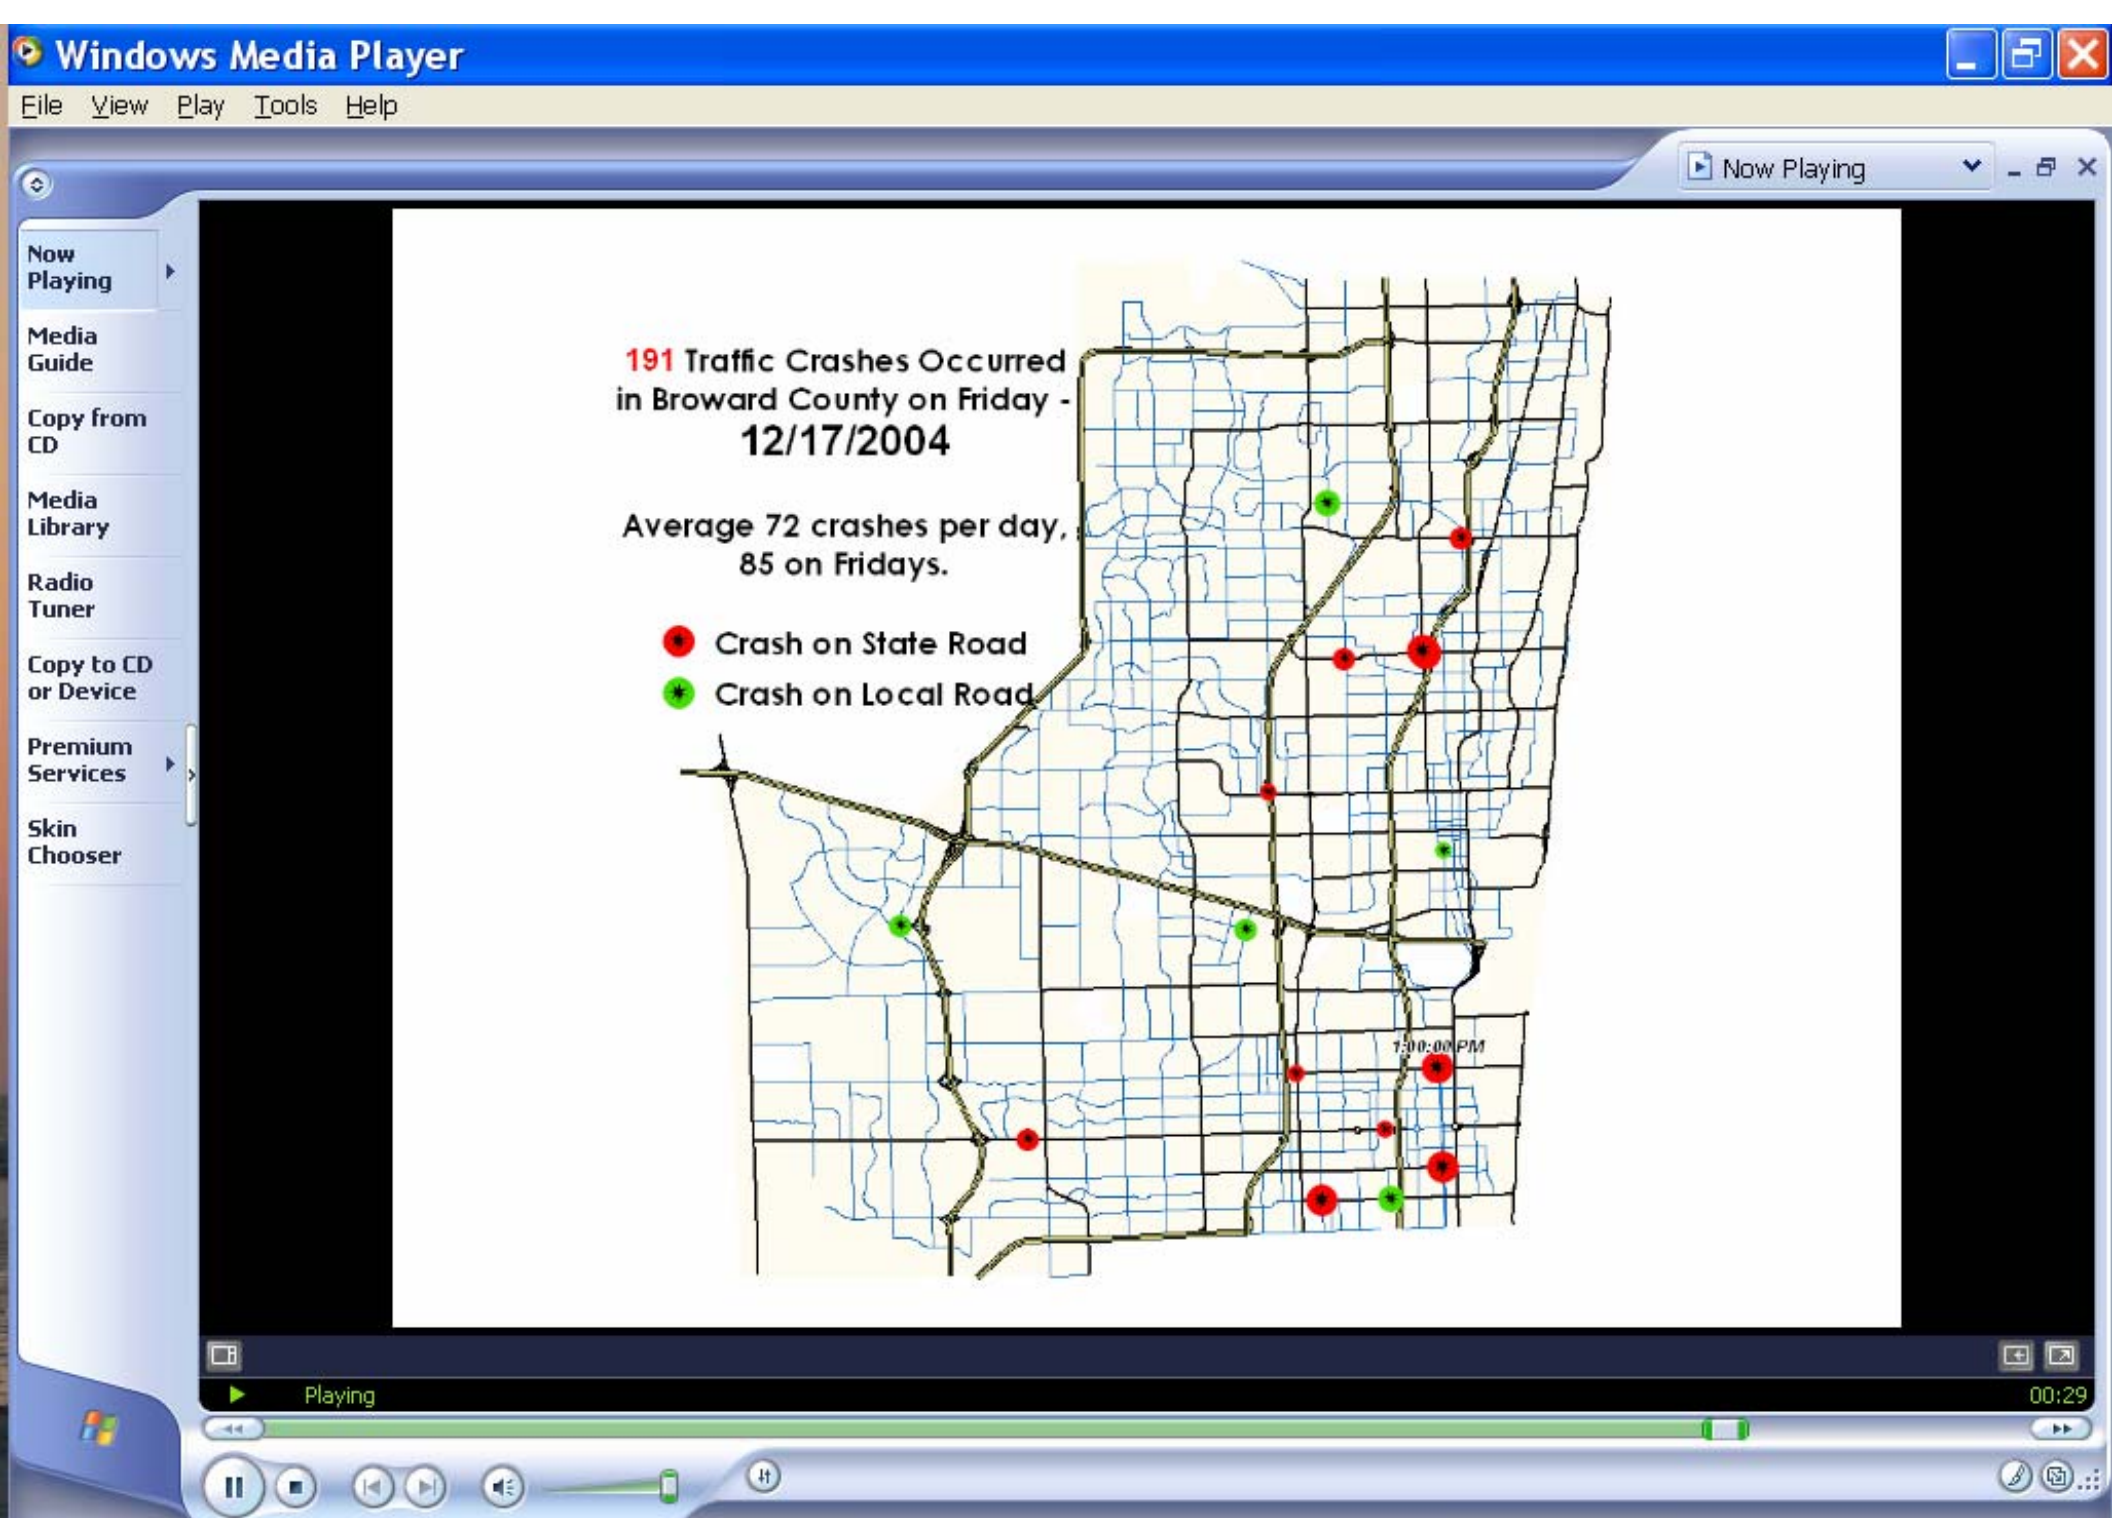 Windows Media Player
File View Play Tools Help
Now Playing
Now
Playing
Media
Guide
Copy from
CD
Media
Library
Radio
Tuner
Copy to CD
or Device
Premium
Services
Skin
Chooser
191 Traffic Crashes Occurred
in Broward County on Friday -
12/17/2004
Average 72 crashes per day,
85 on Fridays.
Crash on State Road
Crash on Local Road
1:00:00 PM
Playing
00:29